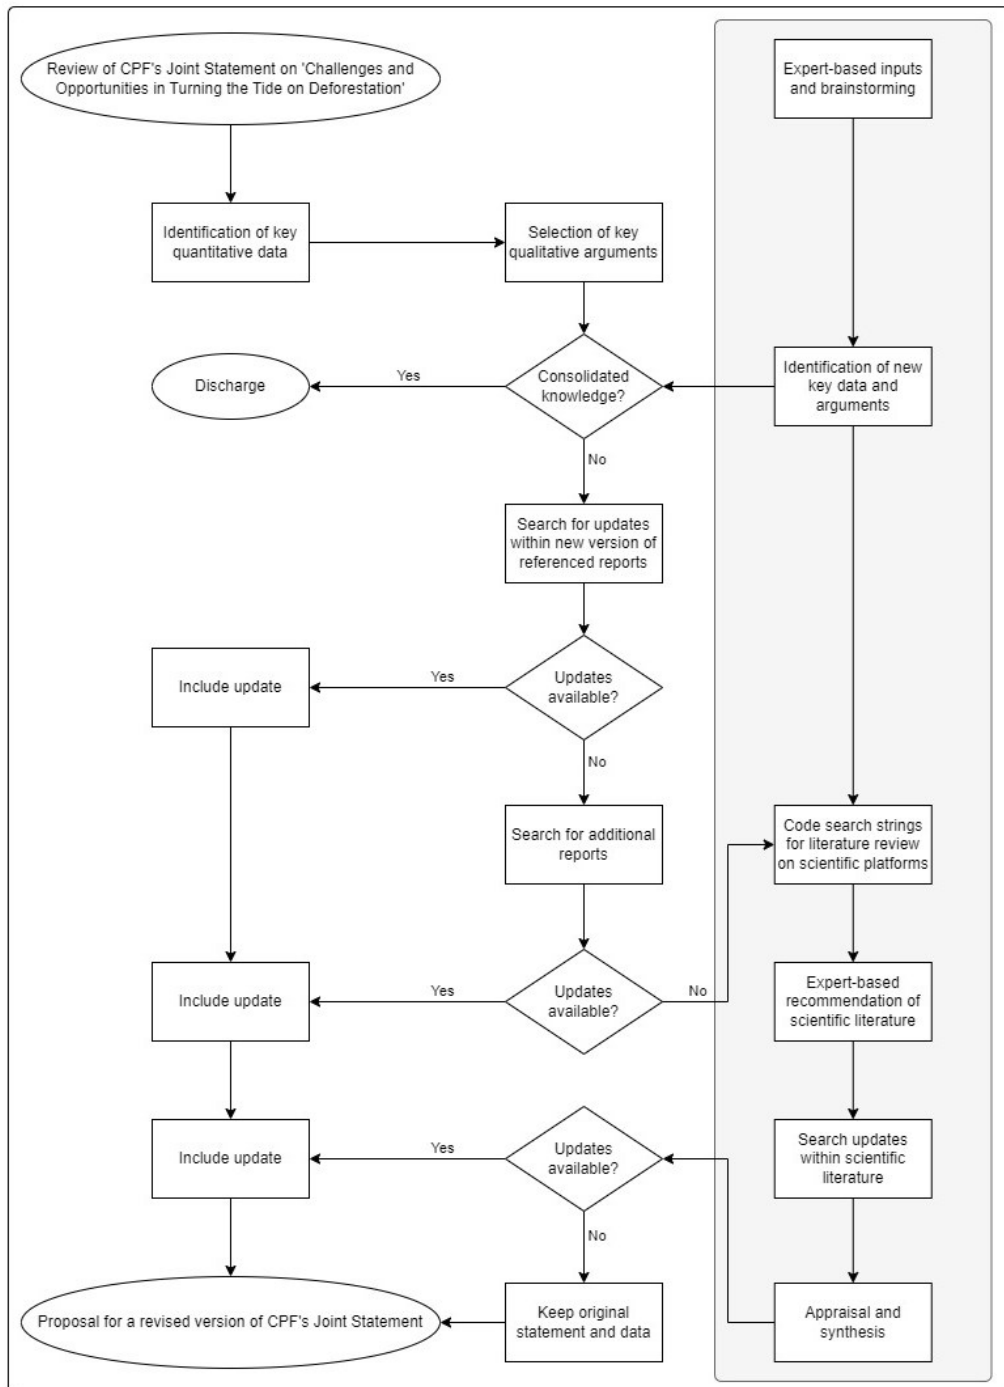 Review of CPF's Joint Statement on 'Challenges and
Opportunities in Turning the Tide on Deforestation'
Expert-based inputs
and brainstorming
Identification of key
quantitative data
Selection of key
qualitative arguments
Discharge
Yes
Consolidated
knowledge?
Identification of new
key data and
arguments
No
Search for updates
within new version of
referenced reports
Include update
Yes
Updates
available?
No
Search for additional
reports
Code search strings
for literature review
on scientific platforms
Include update
Yes
Updates
available?
No
Expert-based
recommendation of
scientific literature
Include update
Yes
Updates
available?
Search updates
within scientific
literature
No
Proposal for a revised version of CPF's Joint Statement
Keep original
statement and data
Appraisal and
synthesis